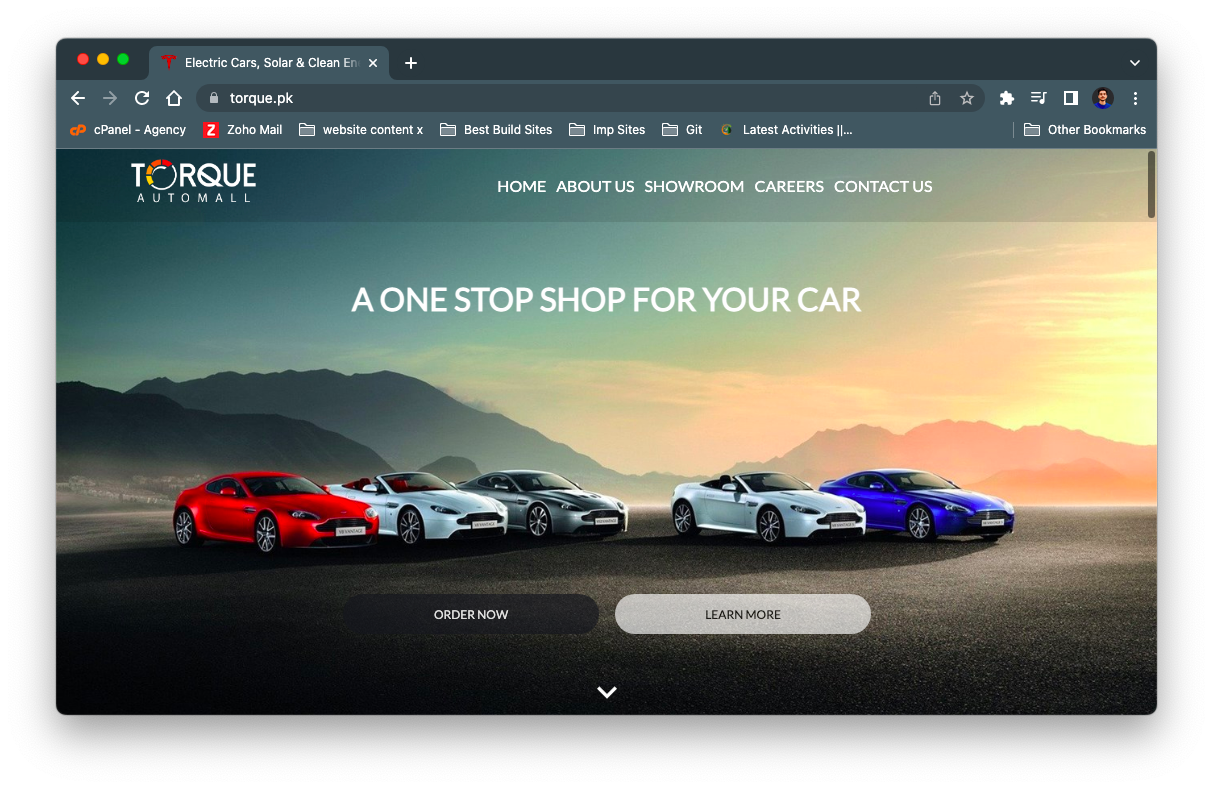 Electric Cars, Solar & Clean En
torque.pk
cPanel - Agency
Zoho Mail
website content x
Best Build Sites
Imp Sites
Git
Latest Activities ||...
Other Bookmarks
TORQUE
AUTOMALL
HOME ABOUT US SHOWROOM CAREERS CONTACT US
A ONE STOP SHOP FOR YOUR CAR
ORDER NOW
LEARN MORE